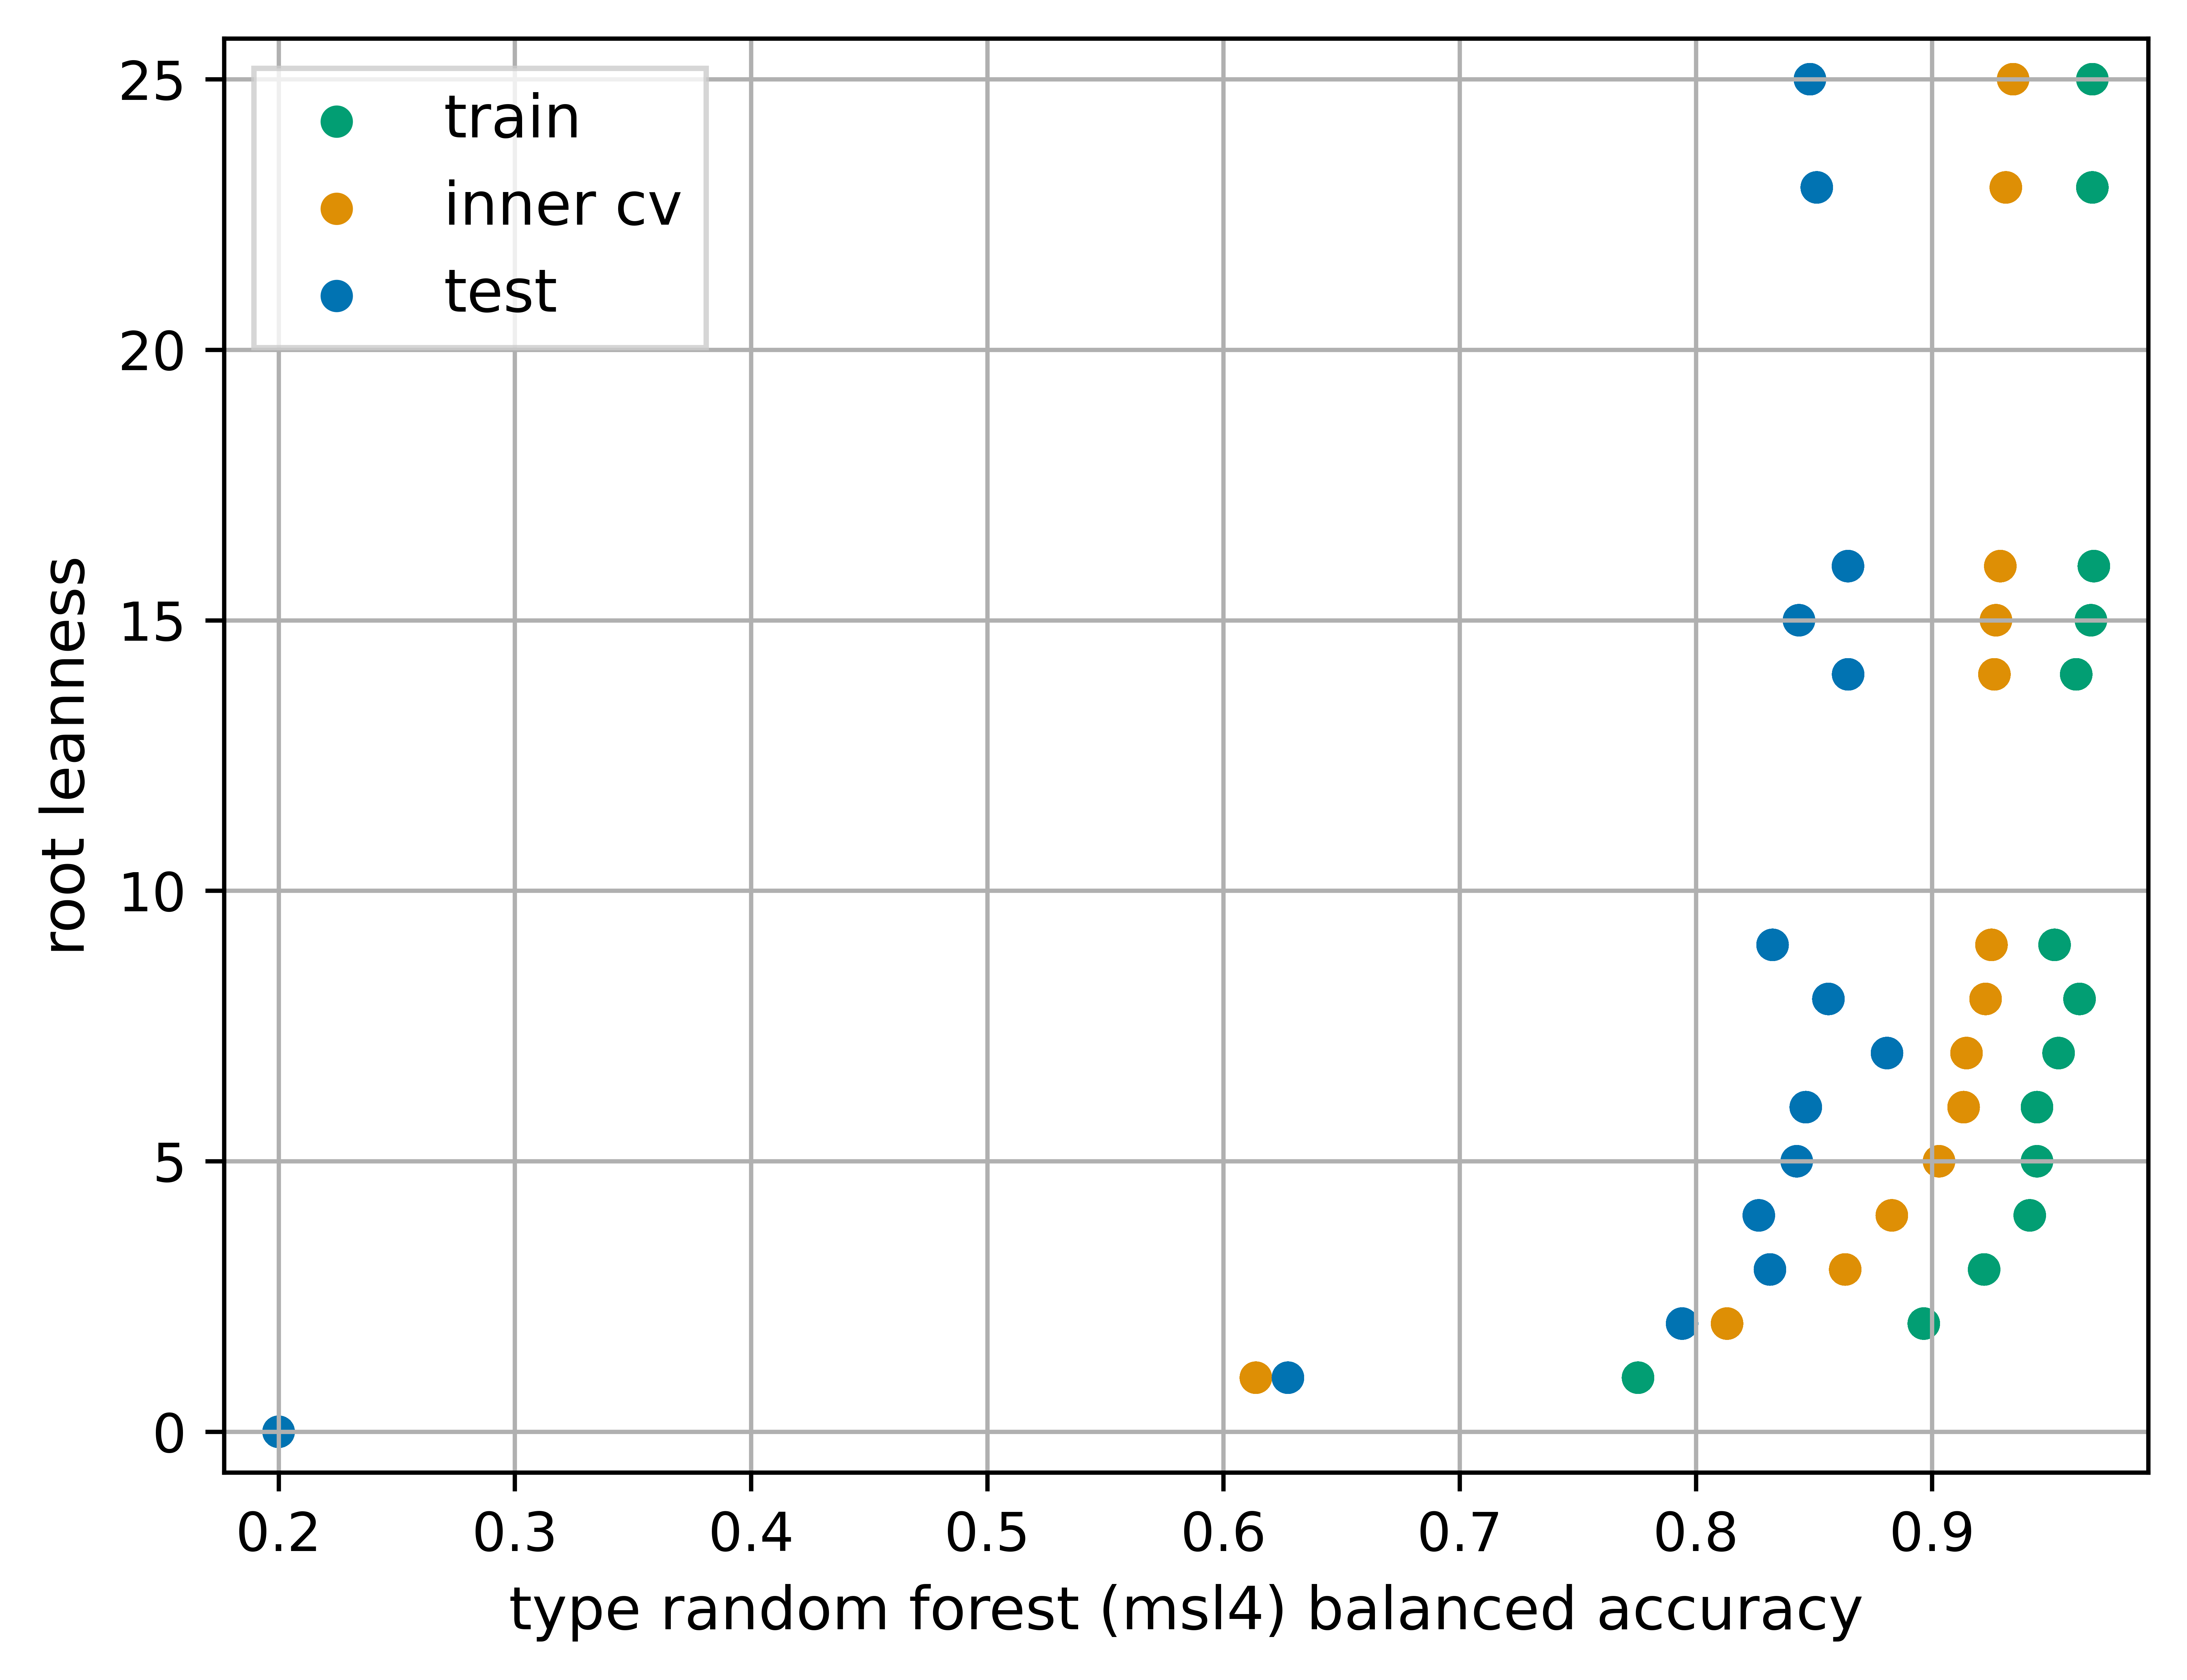 25
20
15
10
5
0
root leanness
train
inner cv
test
0.2 0.3 0.4 0.5 0.6 0.7 0.8 0.9
type random forest (msl4) balanced accuracy